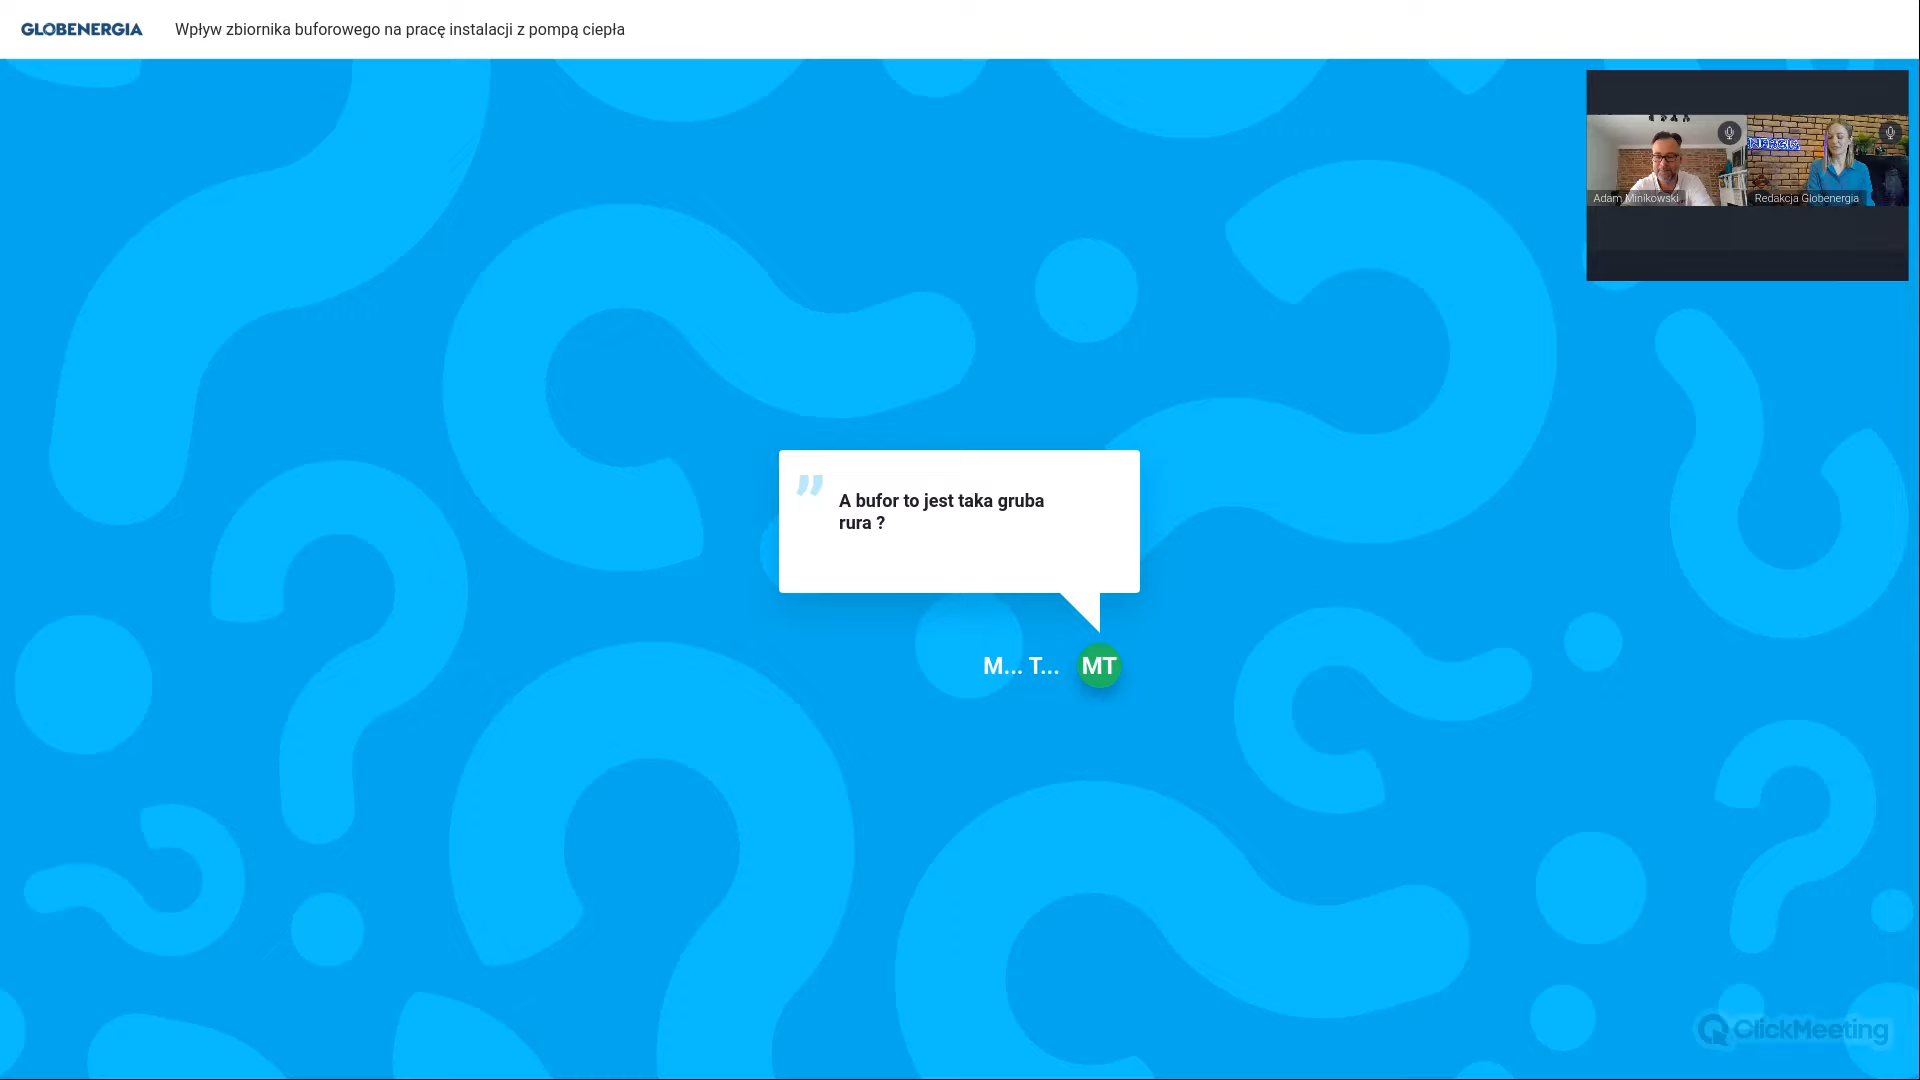 GLOBENERGIA
Wpływ zbiornika buforowego na pracę instalacji z pompą ciepła
Adam Minikowski
Redakcja Globenergia
A bufor to jest taka gruba
rura ?
M... T...
MT
ClickMeeting